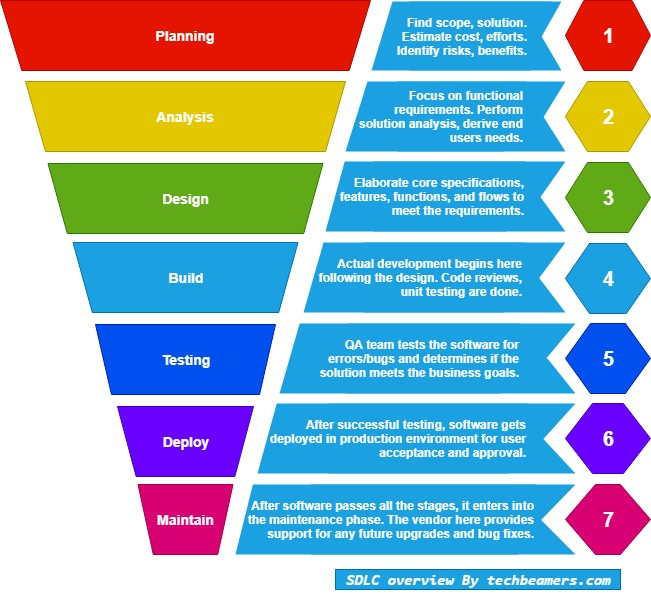 Planning
Find scope, solution.
Estimate cost, efforts.
Identify risks, benefits.
1
Analysis
Focus on functional
requirements. Perform
solution analysis, derive end
users needs.
2
Design
Elaborate core specifications,
features, functions, and flows to
meet the requirements.
3
Build
Actual development begins here
following the design. Code reviews,
unit testing are done.
4
Testing
QA team tests the software for
errors/bugs and determines if the
solution meets the business goals.
5
Deploy
After successful testing, software gets
deployed in production environment for user
acceptance and approval.
6
Maintain
After software passes all the stages, it enters into
the maintenance phase. The vendor here provides
support for any future upgrades and bug fixes.
7
SDLC overview By techbeamers.com